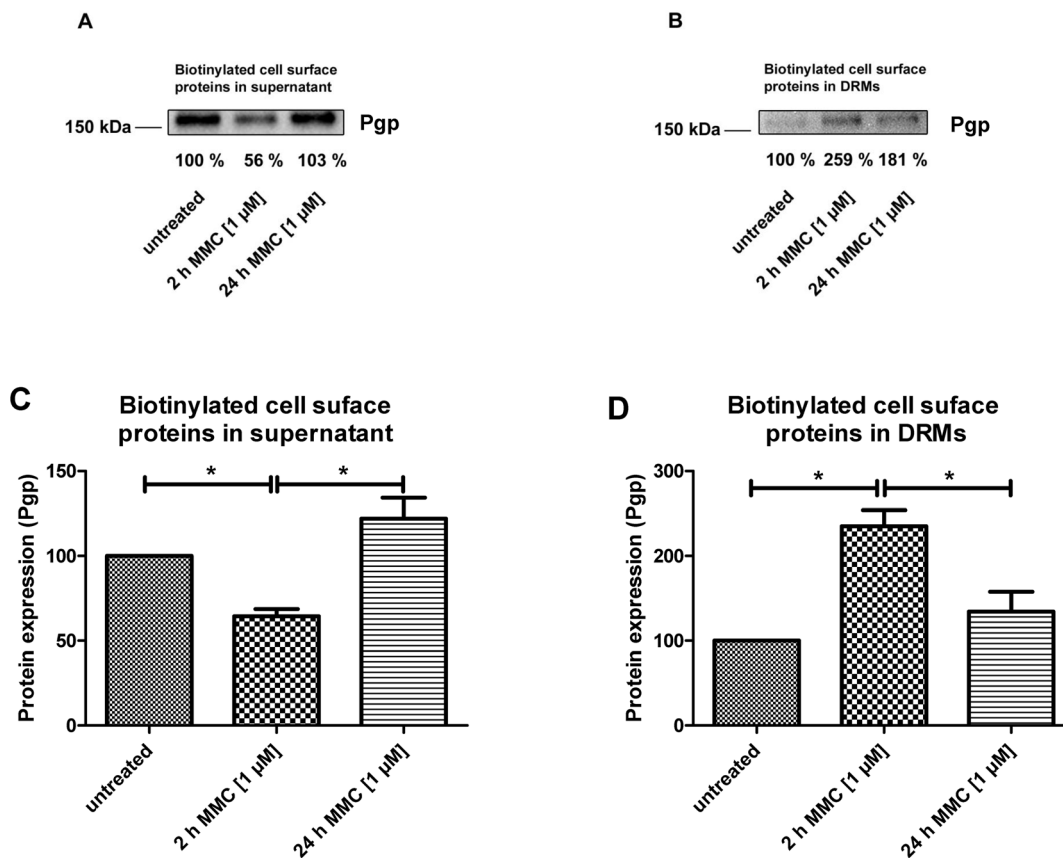 A
Biotinylated cell surface
proteins in supernatant
150 kDa
Pgp
100 % 56 % 103 %
untreated
2 h MMC [1 µM]
24 h MMC [1 µM]
B
Biotinylated cell surface
proteins in DRMs
150 kDa
Pgp
100 % 259 % 181 %
untreated
2 h MMC [1 µM]
24 h MMC [1 µM]
C
Biotinylated cell suface
proteins in supernatant
Protein expression (Pgp)
150
100
50
0
* *
untreated
2 h MMC [1 µM]
24 h MMC [1 µM]
D
Biotinylated cell suface
proteins in DRMs
Protein expression (Pgp)
300
200
100
0
* *
untreated
2 h MMC [1 µM]
24 h MMC [1 µM]